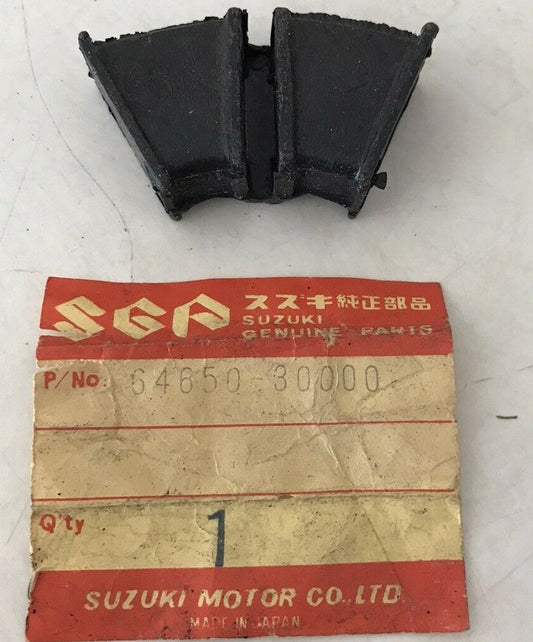 SGP スズキ純正部品
SUZUKI
GENUINE PARTS
P/No. 64650-30000
Q'ty 1
SUZUKI MOTOR CO., LTD.
MADE IN JAPAN